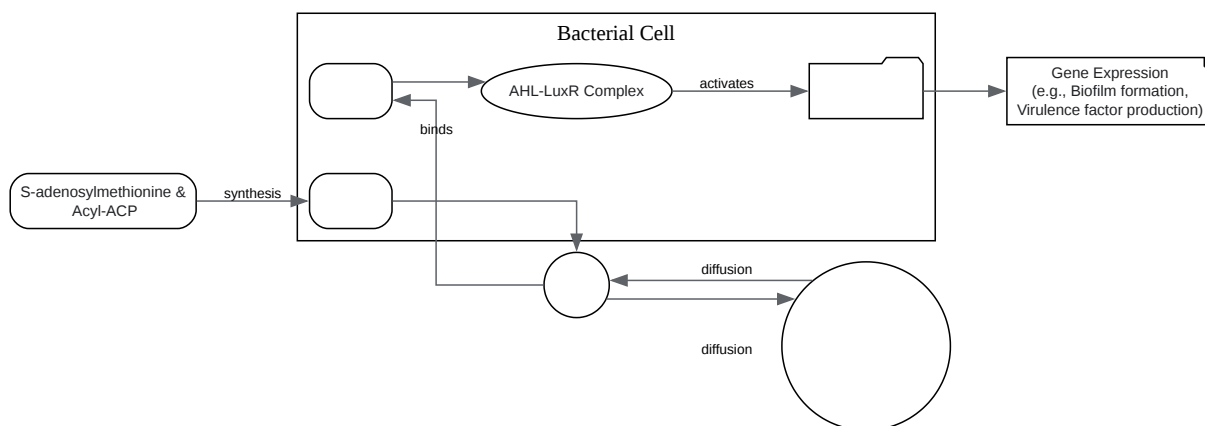 Bacterial Cell
AHL-LuxR Complex
activates
Gene Expression
(e.g., Biofilm formation,
Virulence factor production)
binds
S-adenosylmethionine &
Acyl-ACP
synthesis
diffusion
diffusion